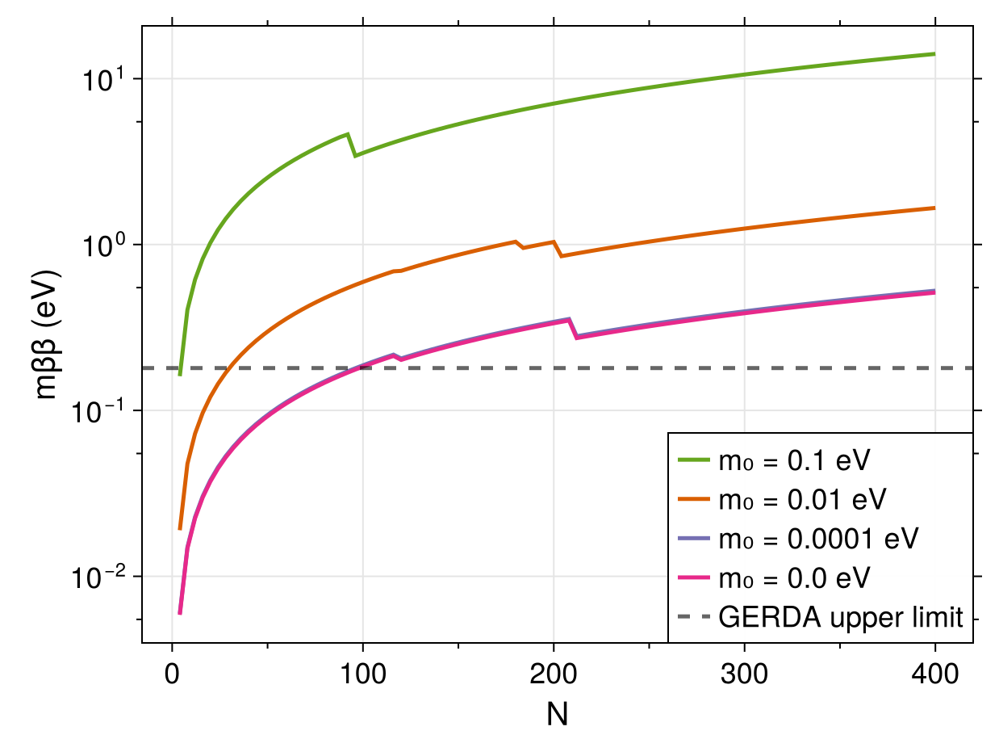 10¹
10⁰
10⁻¹
10⁻²
mββ (eV)
0 100 200 300 400
N
m₀ = 0.1 eV
m₀ = 0.01 eV
m₀ = 0.0001 eV
m₀ = 0.0 eV
GERDA upper limit